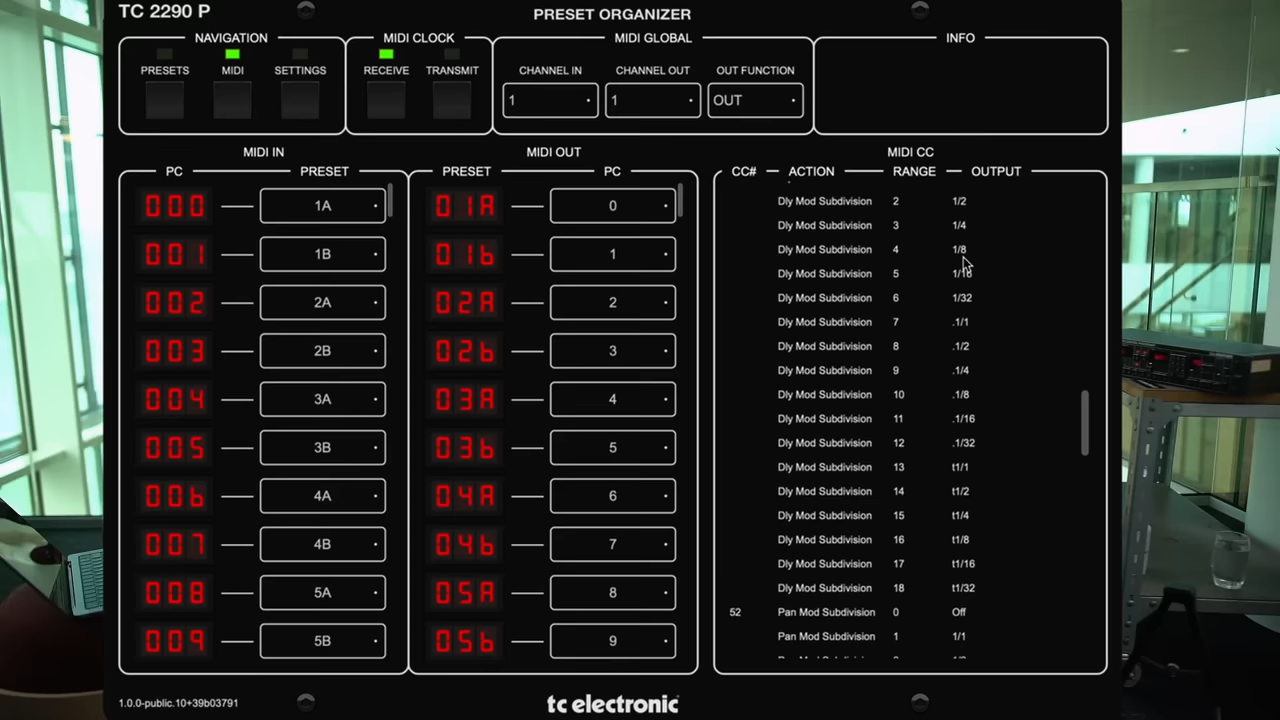 TC 2290 P
PRESET ORGANIZER
NAVIGATION
MIDI CLOCK
MIDI GLOBAL
INFO
PRESETS MIDI SETTINGS
RECEIVE TRANSMIT
CHANNEL IN CHANNEL OUT OUT FUNCTION
1 1 OUT
MIDI IN
PC PRESET
000 1A
001 1B
002 2A
003 2B
004 3A
005 3B
006 4A
007 4B
008 5A
009 5B
MIDI OUT
PRESET PC
01A 0
01b 1
02A 2
02b 3
03A 4
03b 5
04A 6
04b 7
05A 8
05b 9
MIDI CC
CC# ACTION RANGE OUTPUT
Dly Mod Subdivision 2 1/2
Dly Mod Subdivision 3 1/4
Dly Mod Subdivision 4 1/8
Dly Mod Subdivision 5
Dly Mod Subdivision 6 1/32
Dly Mod Subdivision 7 .1/1
Dly Mod Subdivision 8 .1/2
Dly Mod Subdivision 9 .1/4
Dly Mod Subdivision 10 .1/8
Dly Mod Subdivision 11 .1/16
Dly Mod Subdivision 12 .1/32
Dly Mod Subdivision 13 t1/1
Dly Mod Subdivision 14 t1/2
Dly Mod Subdivision 15 t1/4
Dly Mod Subdivision 16 t1/8
Dly Mod Subdivision 17 t1/16
Dly Mod Subdivision 18 t1/32
52 Pan Mod Subdivision 0 Off
Pan Mod Subdivision 1 1/1
1.0.0-public.10+39b03791
tc electronic